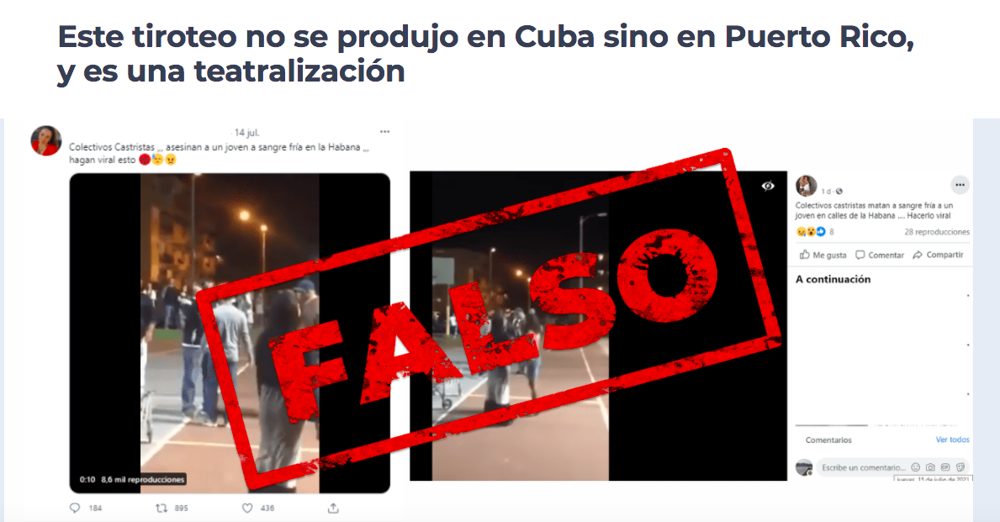 Este tiroteo no se produjo en Cuba sino en Puerto Rico,
y es una teatralización
14 jul.
Colectivos Castristas ,,, asesinan a un joven a sangre fría en la Habana ,,,
hagan viral esto
0:10 8,6 mil reproducciones
184 895 436
FALSO
1 d
Colectivos castristas matan a sangre fría a un
joven en calles de la Habana .... Hacerlo viral
8 28 reproducciones
Me gusta Comentar Compartir
A continuación
Comentarios Ver todos
Escribe un comentario...
jueves, 15 de julio de 2021